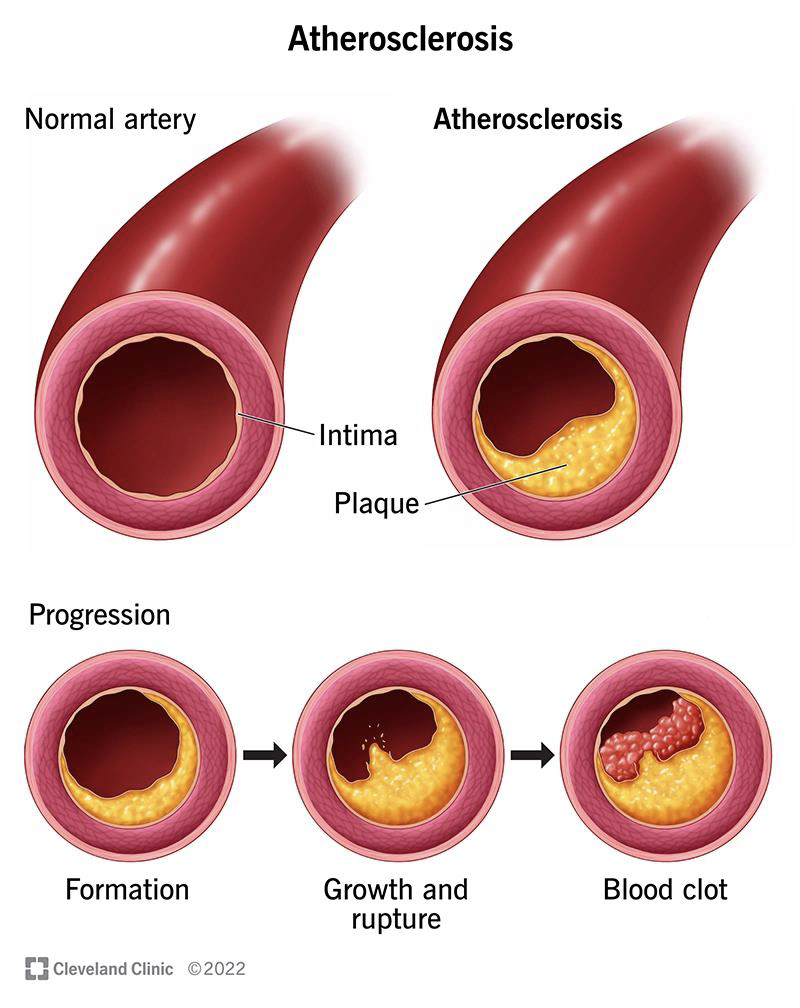 Atherosclerosis
Normal artery
Atherosclerosis
Intima
Plaque
Progression
Formation
Growth and
rupture
Blood clot
Cleveland Clinic ©2022